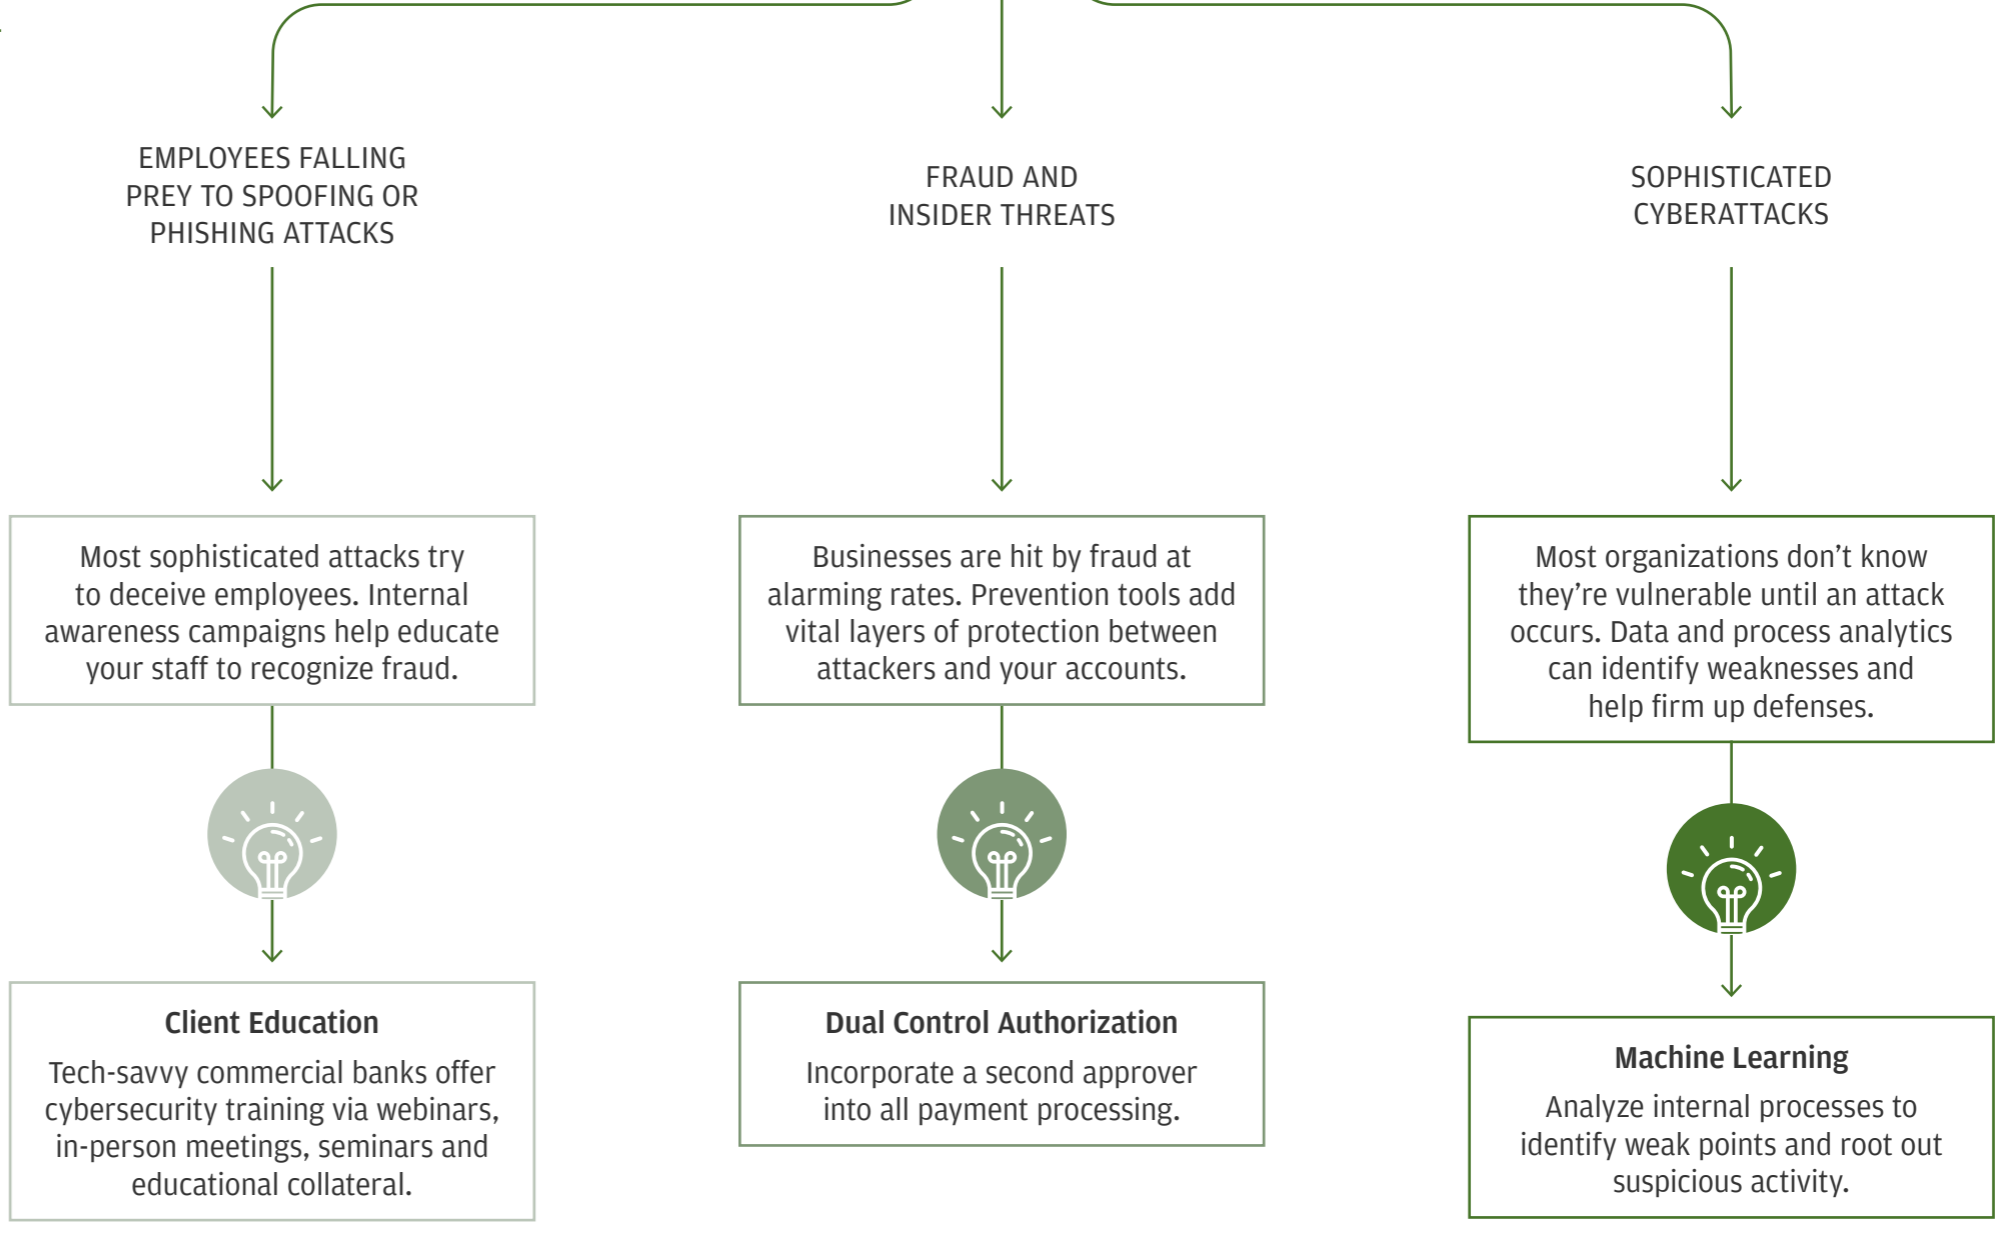 EMPLOYEES FALLING
PREY TO SPOOFING OR
PHISHING ATTACKS
FRAUD AND
INSIDER THREATS
SOPHISTICATED
CYBERATTACKS
Most sophisticated attacks try
to deceive employees. Internal
awareness campaigns help educate
your staff to recognize fraud.
Businesses are hit by fraud at
alarming rates. Prevention tools add
vital layers of protection between
attackers and your accounts.
Most organizations don’t know
they’re vulnerable until an attack
occurs. Data and process analytics
can identify weaknesses and
help firm up defenses.
Client Education
Tech-savvy commercial banks offer
cybersecurity training via webinars,
in-person meetings, seminars and
educational collateral.
Dual Control Authorization
Incorporate a second approver
into all payment processing.
Machine Learning
Analyze internal processes to
identify weak points and root out
suspicious activity.